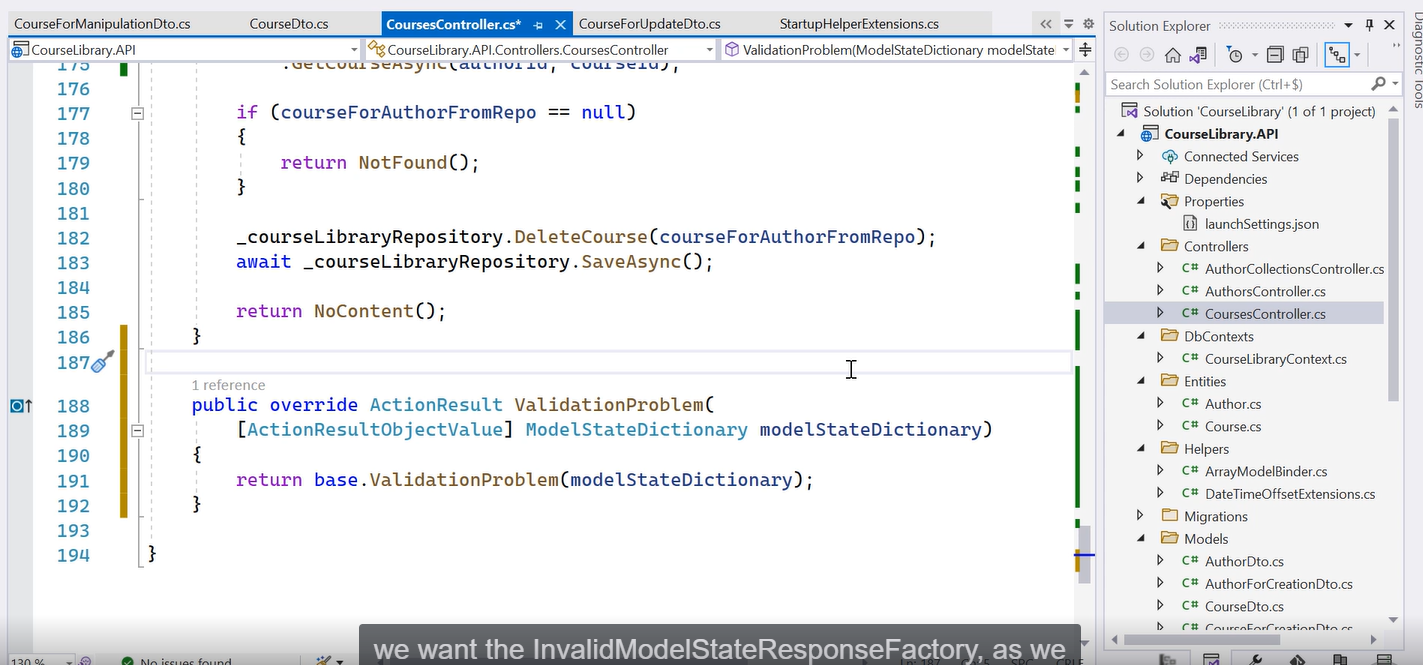 CourseForManipulationDto.cs CourseDto.cs CoursesController.cs* CourseForUpdateDto.cs StartupHelperExtensions.cs
CourseLibrary.API CourseLibrary.API.Controllers.CoursesController ValidationProblem(ModelStateDictionary modelState
175 .GetCourseAsync(authorId, courseId);
176
177 if (courseForAuthorFromRepo == null)
178 {
179 return NotFound();
180 }
181
182 _courseLibraryRepository.DeleteCourse(courseForAuthorFromRepo);
183 await _courseLibraryRepository.SaveAsync();
184
185 return NoContent();
186 }
187
1 reference
188 public override ActionResult ValidationProblem(
189 [ActionResultObjectValue] ModelStateDictionary modelStateDictionary)
190 {
191 return base.ValidationProblem(modelStateDictionary);
192 }
193
194 }
we want the InvalidModelStateResponseFactory, as we
130 % No issues found
Solution Explorer
Search Solution Explorer (Ctrl+$)
Solution 'CourseLibrary' (1 of 1 project)
CourseLibrary.API
Connected Services
Dependencies
Properties
launchSettings.json
Controllers
C# AuthorCollectionsController.cs
C# AuthorsController.cs
C# CoursesController.cs
DbContexts
C# CourseLibraryContext.cs
Entities
C# Author.cs
C# Course.cs
Helpers
C# ArrayModelBinder.cs
C# DateTimeOffsetExtensions.cs
Migrations
Models
C# AuthorDto.cs
C# AuthorForCreationDto.cs
C# CourseDto.cs
C# CourseForCreationDto.cs
Diagnostic Tools